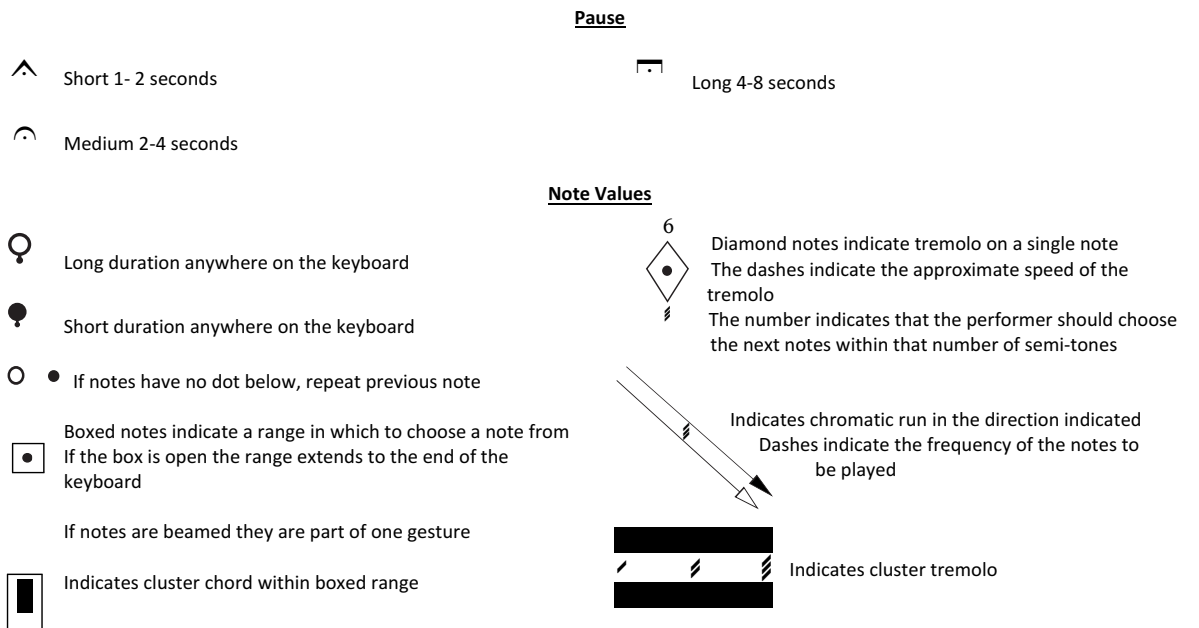 Pause
Short 1- 2 seconds
Long 4-8 seconds
Medium 2-4 seconds
Note Values
Long duration anywhere on the keyboard
Short duration anywhere on the keyboard
If notes have no dot below, repeat previous note
Boxed notes indicate a range in which to choose a note from
If the box is open the range extends to the end of the
keyboard
If notes are beamed they are part of one gesture
Indicates cluster chord within boxed range
6
Diamond notes indicate tremolo on a single note
The dashes indicate the approximate speed of the
tremolo
The number indicates that the performer should choose
the next notes within that number of semi-tones
Indicates chromatic run in the direction indicated
Dashes indicate the frequency of the notes to
be played
Indicates cluster tremolo